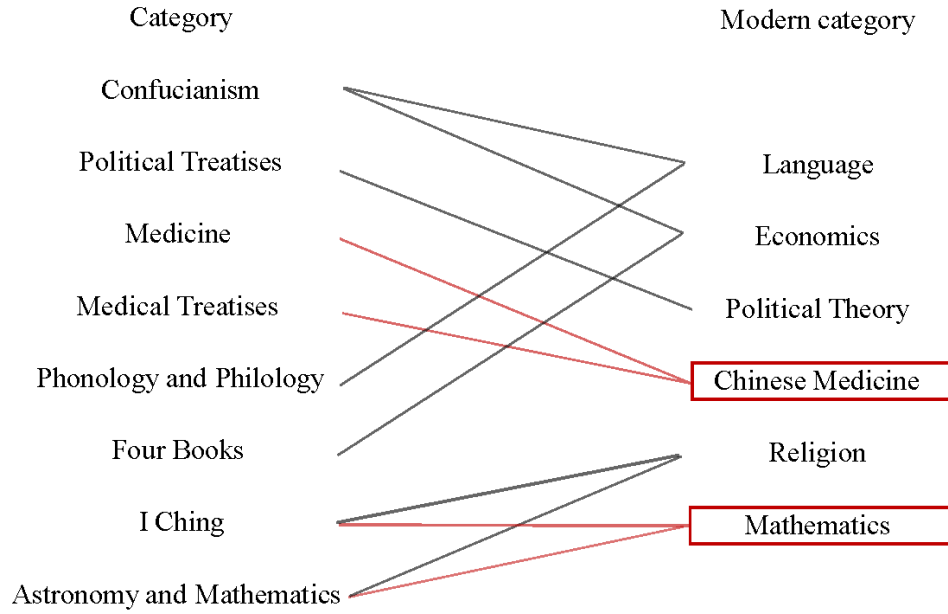 Category
Modern category
Confucianism
Political Treatises
Medicine
Medical Treatises
Phonology and Philology
Four Books
I Ching
Astronomy and Mathematics
Language
Economics
Political Theory
Chinese Medicine
Religion
Mathematics